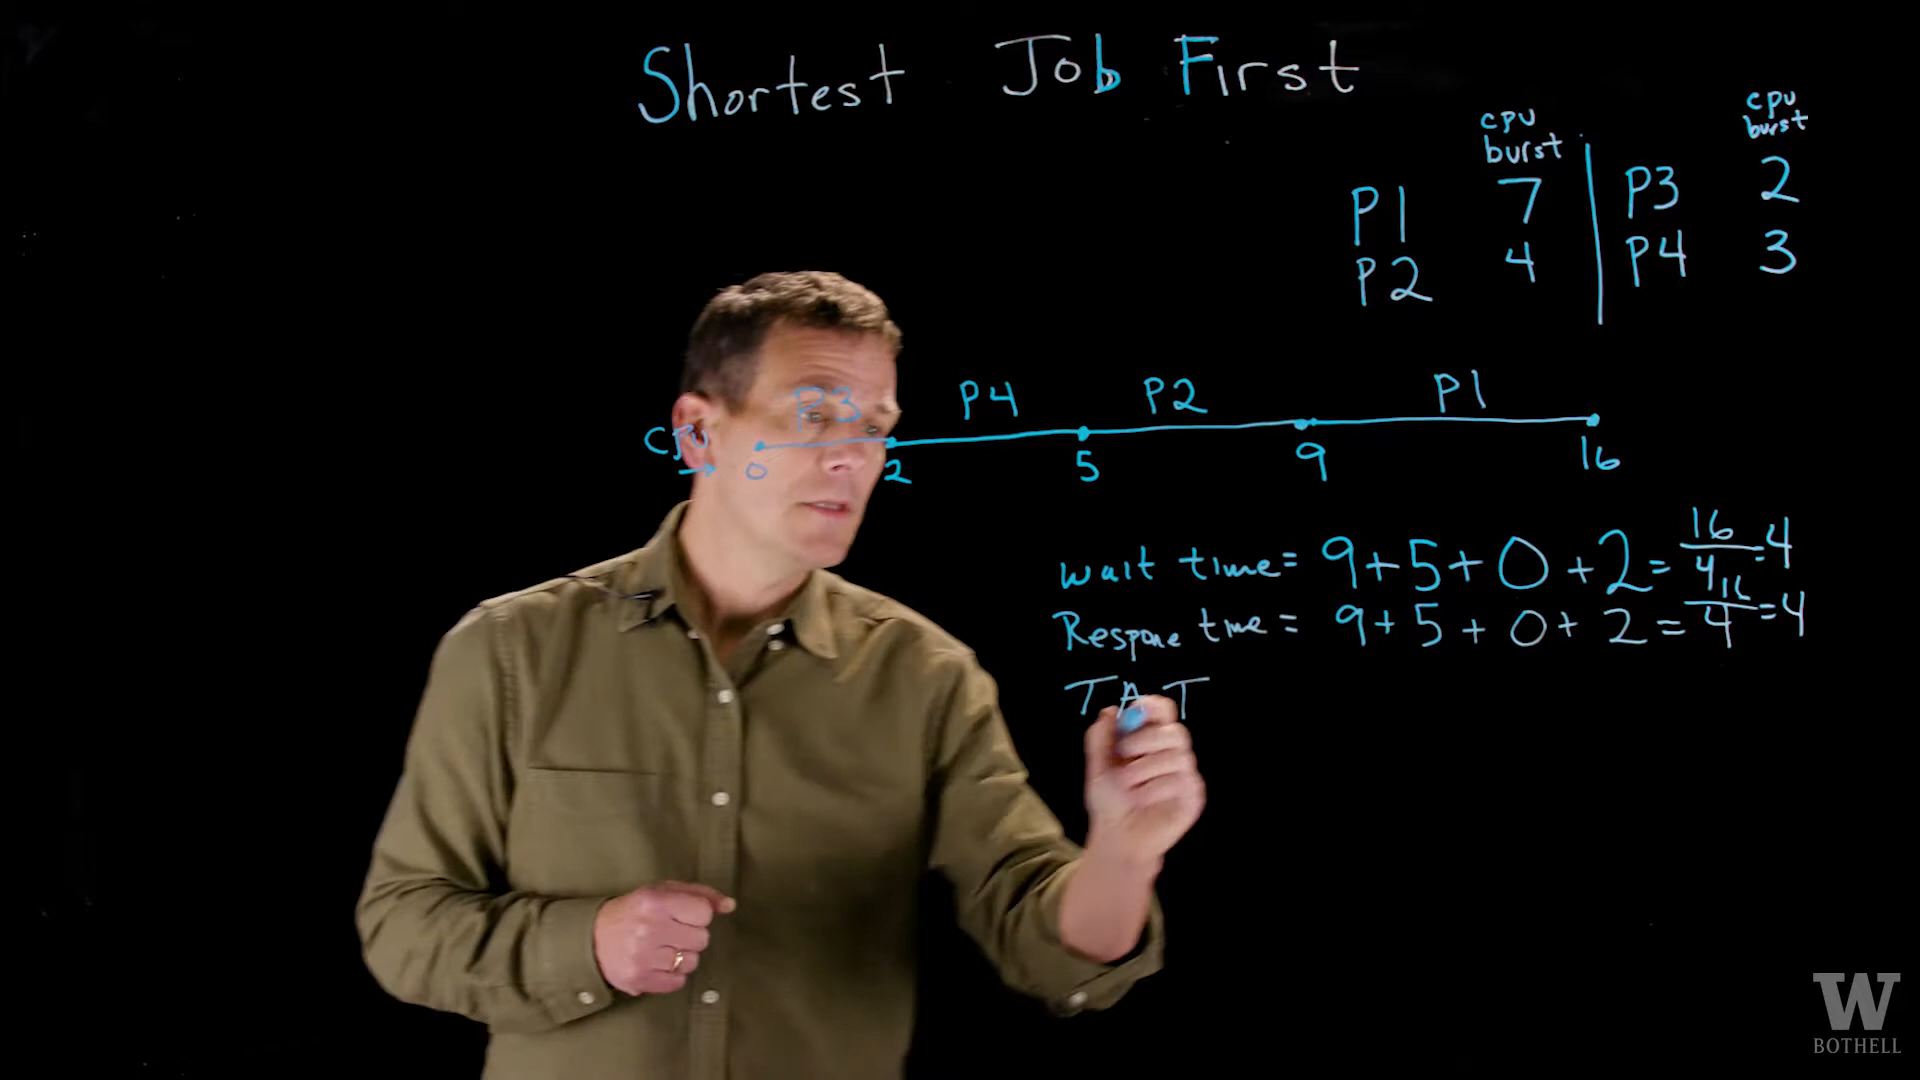 Shortest Job First
cpu burst
cpu burst
P1 7 P3 2
P2 4 P4 3
P3 P4 P2 P1
CPU
0 2 5 9 16
wait time = 9 + 5 + 0 + 2 = 16/4 = 4
Respone time = 9 + 5 + 0 + 2 = 16/4 = 4
TAT
W
BOTHELL